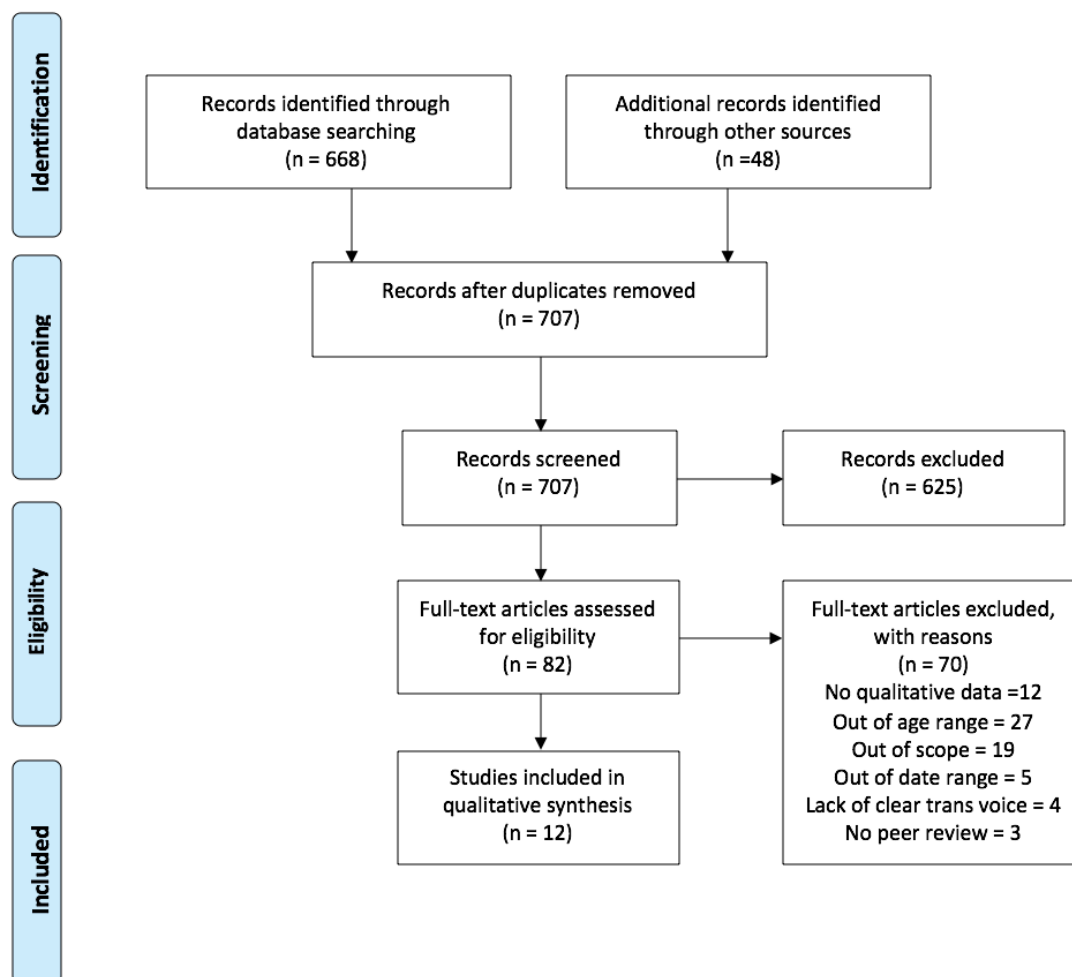 Identification
Records identified through
database searching
(n = 668)
Additional records identified
through other sources
(n =48)
Screening
Records after duplicates removed
(n = 707)
Records screened
(n = 707)
Records excluded
(n = 625)
Eligibility
Full-text articles assessed
for eligibility
(n = 82)
Full-text articles excluded,
with reasons
(n = 70)
No qualitative data =12
Out of age range = 27
Out of scope = 19
Out of date range = 5
Lack of clear trans voice = 4
No peer review = 3
Included
Studies included in
qualitative synthesis
(n = 12)